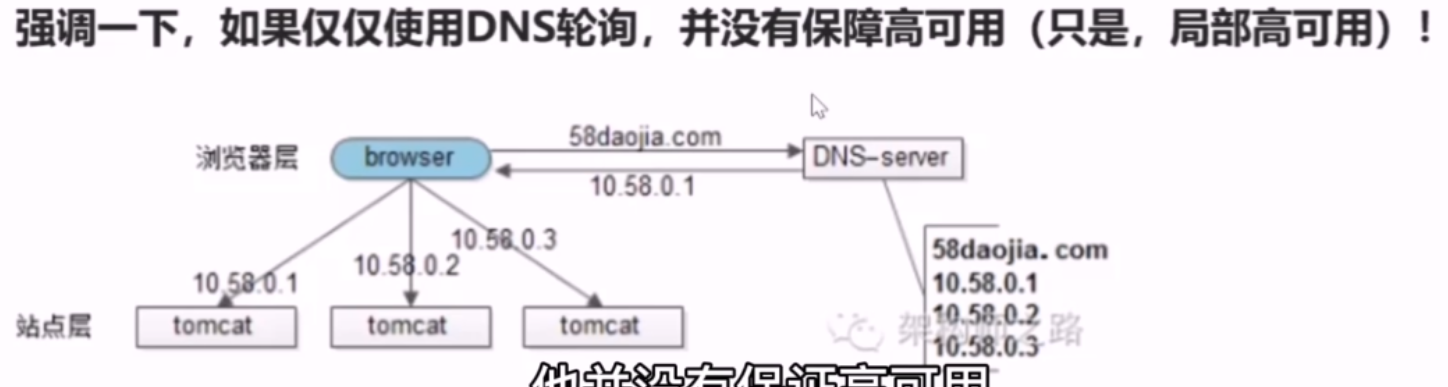 强调一下，如果仅仅使用DNS轮询，并没有保障高可用（只是，局部高可用）！
58daojia.com
浏览器层 browser DNS-server
10.58.0.1
10.58.0.3
10.58.0.2
10.58.0.1
58daojia.com
10.58.0.1
10.58.0.2
10.58.0.3
站点层 tomcat tomcat tomcat
架构师之路
他并没有保证高可用